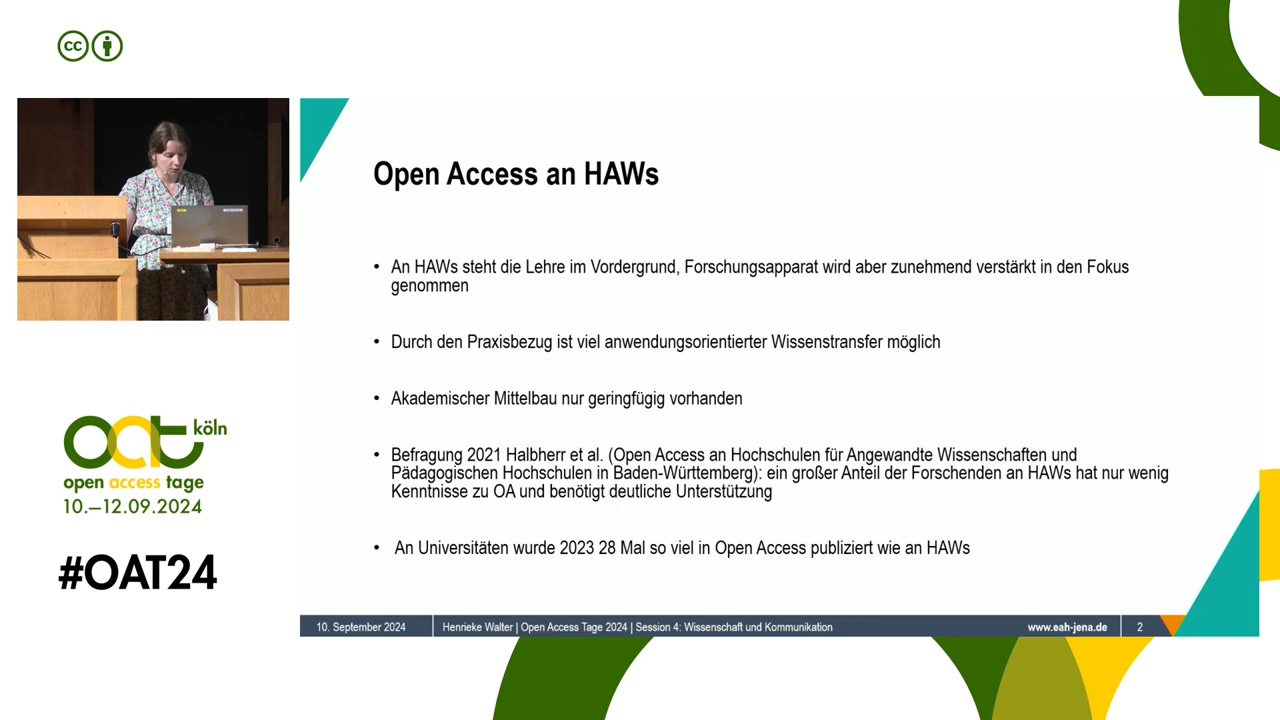 cc
Open Access an HAWs
• An HAWs steht die Lehre im Vordergrund, Forschungsapparat wird aber zunehmend verstärkt in den Fokus
genommen
• Durch den Praxisbezug ist viel anwendungsorientierter Wissenstransfer möglich
• Akademischer Mittelbau nur geringfügig vorhanden
• Befragung 2021 Halbherr et al. (Open Access an Hochschulen für Angewandte Wissenschaften und
Pädagogischen Hochschulen in Baden-Württemberg): ein großer Anteil der Forschenden an HAWs hat nur wenig
Kenntnisse zu OA und benötigt deutliche Unterstützung
• An Universitäten wurde 2023 28 Mal so viel in Open Access publiziert wie an HAWs
10. September 2024
Henrieke Walter | Open Access Tage 2024 | Session 4: Wissenschaft und Kommunikation
www.eah-jena.de
2
oat köln
open access tage
10.–12.09.2024
#OAT24